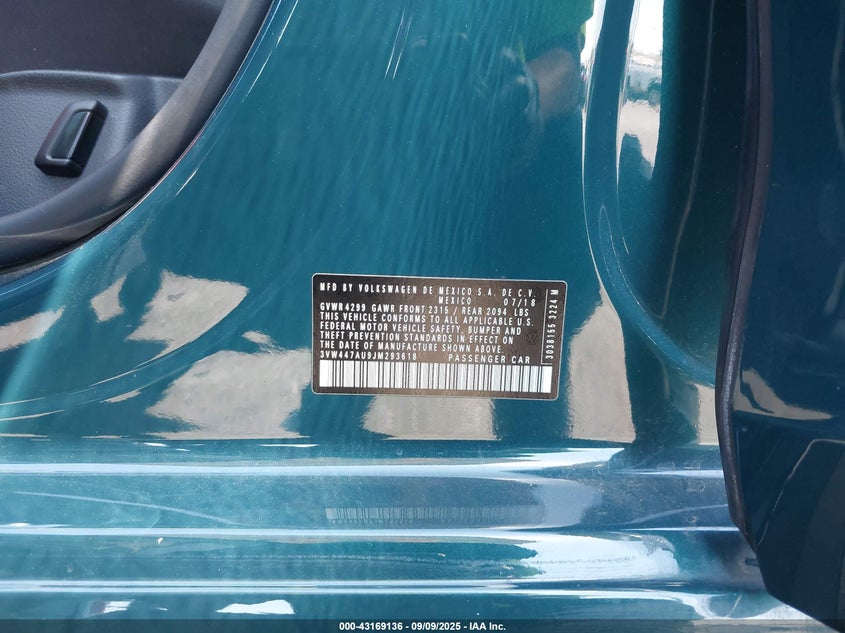 MFD BY VOLKSWAGEN DE MEXICO S.A. DE C.V.
MEXICO 07/18
GVWR4299 GAWR FRONT 2315 / REAR 2094 LBS
THIS VEHICLE CONFORMS TO ALL APPLICABLE U.S.
FEDERAL MOTOR VEHICLE SAFETY, BUMPER AND
THEFT PREVENTION STANDARDS IN EFFECT ON
THE DATE OF MANUFACTURE SHOWN ABOVE.
3VW447AU9JM293618 PASSENGER CAR
3038155 3224 M
000-43169136 - 09/09/2025 - IAA Inc.